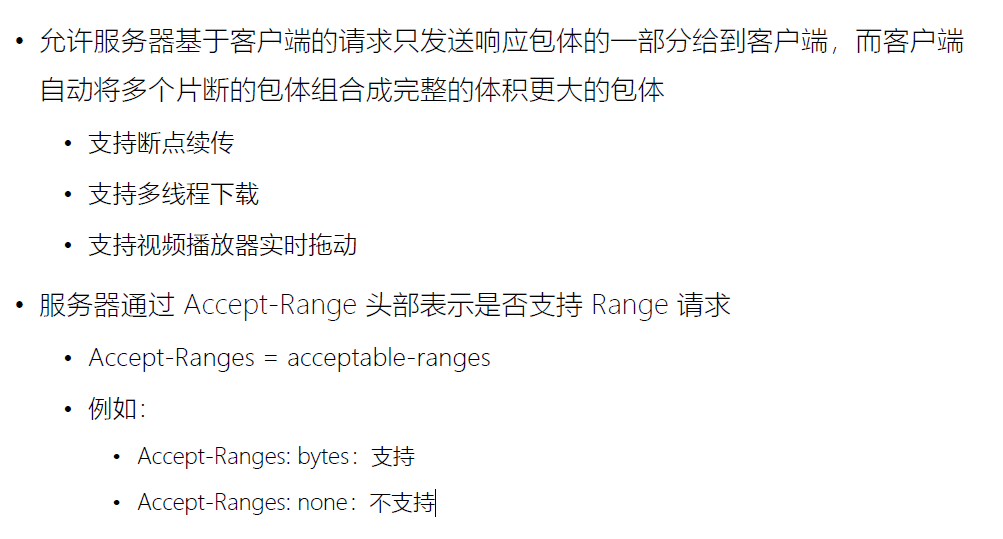 • 允许服务器基于客户端的请求只发送响应包体的一部分给到客户端，而客户端
自动将多个片断的包体组合成完整的体积更大的包体
• 支持断点续传
• 支持多线程下载
• 支持视频播放器实时拖动
• 服务器通过 Accept-Range 头部表示是否支持 Range 请求
• Accept-Ranges = acceptable-ranges
• 例如：
• Accept-Ranges: bytes：支持
• Accept-Ranges: none：不支持